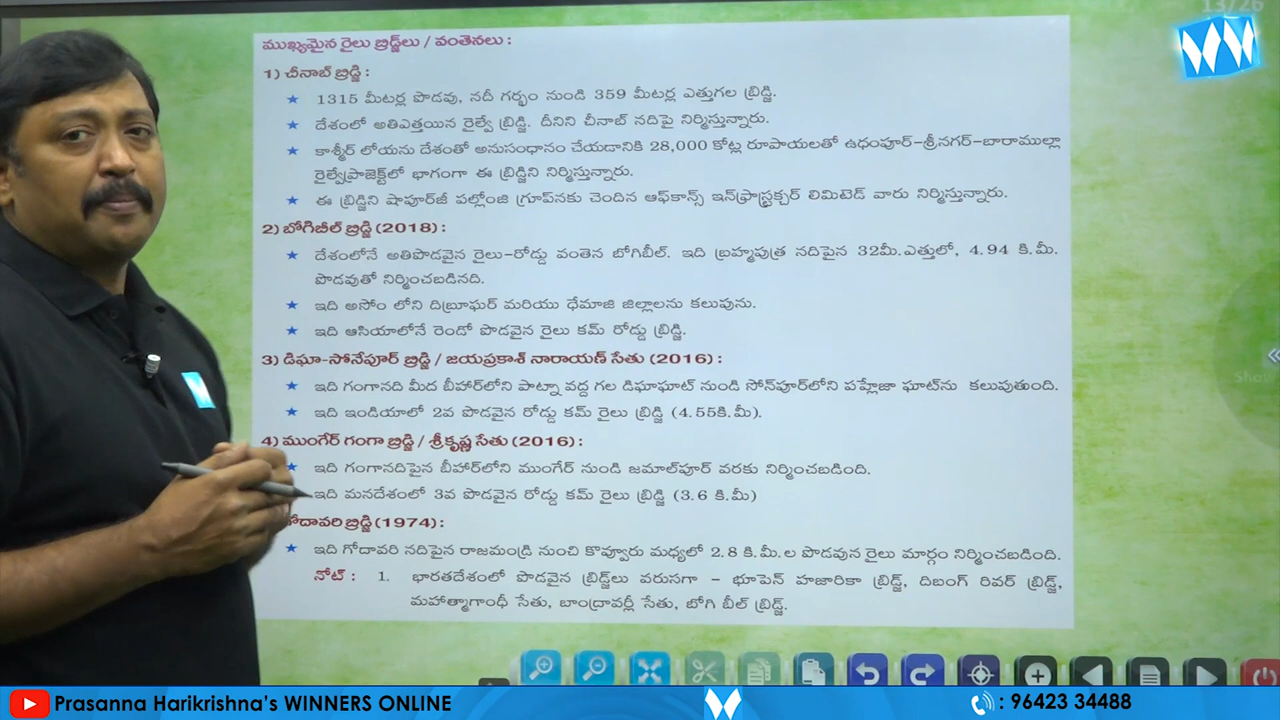 13/26
ముఖ్యమైన రైలు బ్రిడ్జ్‌లు / వంతెనలు :
1) చీనాబ్ బ్రిడ్జి :
★ 1315 మీటర్ల పొడవు, నదీ గర్భం నుండి 359 మీటర్ల ఎత్తుగల బ్రిడ్జి.
★ దేశంలో అతిఎత్తయిన రైల్వే బ్రిడ్జి. దీనిని చీనాబ్ నదిపై నిర్మిస్తున్నారు.
★ కాశ్మీర్ లోయను దేశంతో అనుసంధానం చేయడానికి 28,000 కోట్ల రూపాయలతో ఉధంపూర్-శ్రీనగర్-బారాముల్లా
రైల్వేప్రాజెక్ట్‌లో భాగంగా ఈ బ్రిడ్జిని నిర్మిస్తున్నారు.
★ ఈ బ్రిడ్జిని షాపూర్‌జీ పల్లోంజి గ్రూప్‌నకు చెందిన ఆఫ్‌కాన్స్ ఇన్‌ఫ్రాస్ట్రక్చర్ లిమిటెడ్ వారు నిర్మిస్తున్నారు.
2) బోగిబీల్ బ్రిడ్జి (2018) :
★ దేశంలోనే అతిపొడవైన రైలు-రోడ్డు వంతెన బోగిబీల్. ఇది బ్రహ్మపుత్ర నదిపైన 32మీ.ఎత్తులో, 4.94 కి.మీ.
పొడవుతో నిర్మించబడినది.
★ ఇది అసోం లోని దిబ్రూఘర్ మరియు ధేమాజి జిల్లాలను కలుపును.
★ ఇది ఆసియాలోనే రెండో పొడవైన రైలు కమ్ రోడ్డు బ్రిడ్జి.
3) డిఘా-సోనేపూర్ బ్రిడ్జి / జయప్రకాశ్ నారాయణ్ సేతు (2016) :
★ ఇది గంగానది మీద బీహార్‌లోని పాట్నా వద్ద గల డిఘాఘాట్ నుండి సోన్‌పూర్‌లోని పహ్లేజా ఘాట్‌ను కలుపుతుంది.
★ ఇది ఇండియాలో 2వ పొడవైన రోడ్డు కమ్ రైలు బ్రిడ్జి (4.55కి.మీ).
4) ముంగేర్ గంగా బ్రిడ్జి / శ్రీకృష్ణ సేతు (2016) :
★ ఇది గంగానదిపైన బీహార్‌లోని ముంగేర్ నుండి జమాల్‌పూర్ వరకు నిర్మించబడింది.
ఇది మనదేశంలో 3వ పొడవైన రోడ్డు కమ్ రైలు బ్రిడ్జి (3.6 కి.మీ)
గోదావరి బ్రిడ్జి (1974) :
★ ఇది గోదావరి నదిపైన రాజమండ్రి నుంచి కొవ్వూరు మధ్యలో 2.8 కి.మీ.ల పొడవున రైలు మార్గం నిర్మించబడింది.
నోట్ : 1. భారతదేశంలో పొడవైన బ్రిడ్జ్‌లు వరుసగా - భూపెన్ హజారికా బ్రిడ్జ్, దిబంగ్ రివర్ బ్రిడ్జ్,
మహాత్మాగాంధీ సేతు, బాంద్రావర్లీ సేతు, బోగి బీల్ బ్రిడ్జ్.
Prasanna Harikrishna's WINNERS ONLINE
: 96423 34488